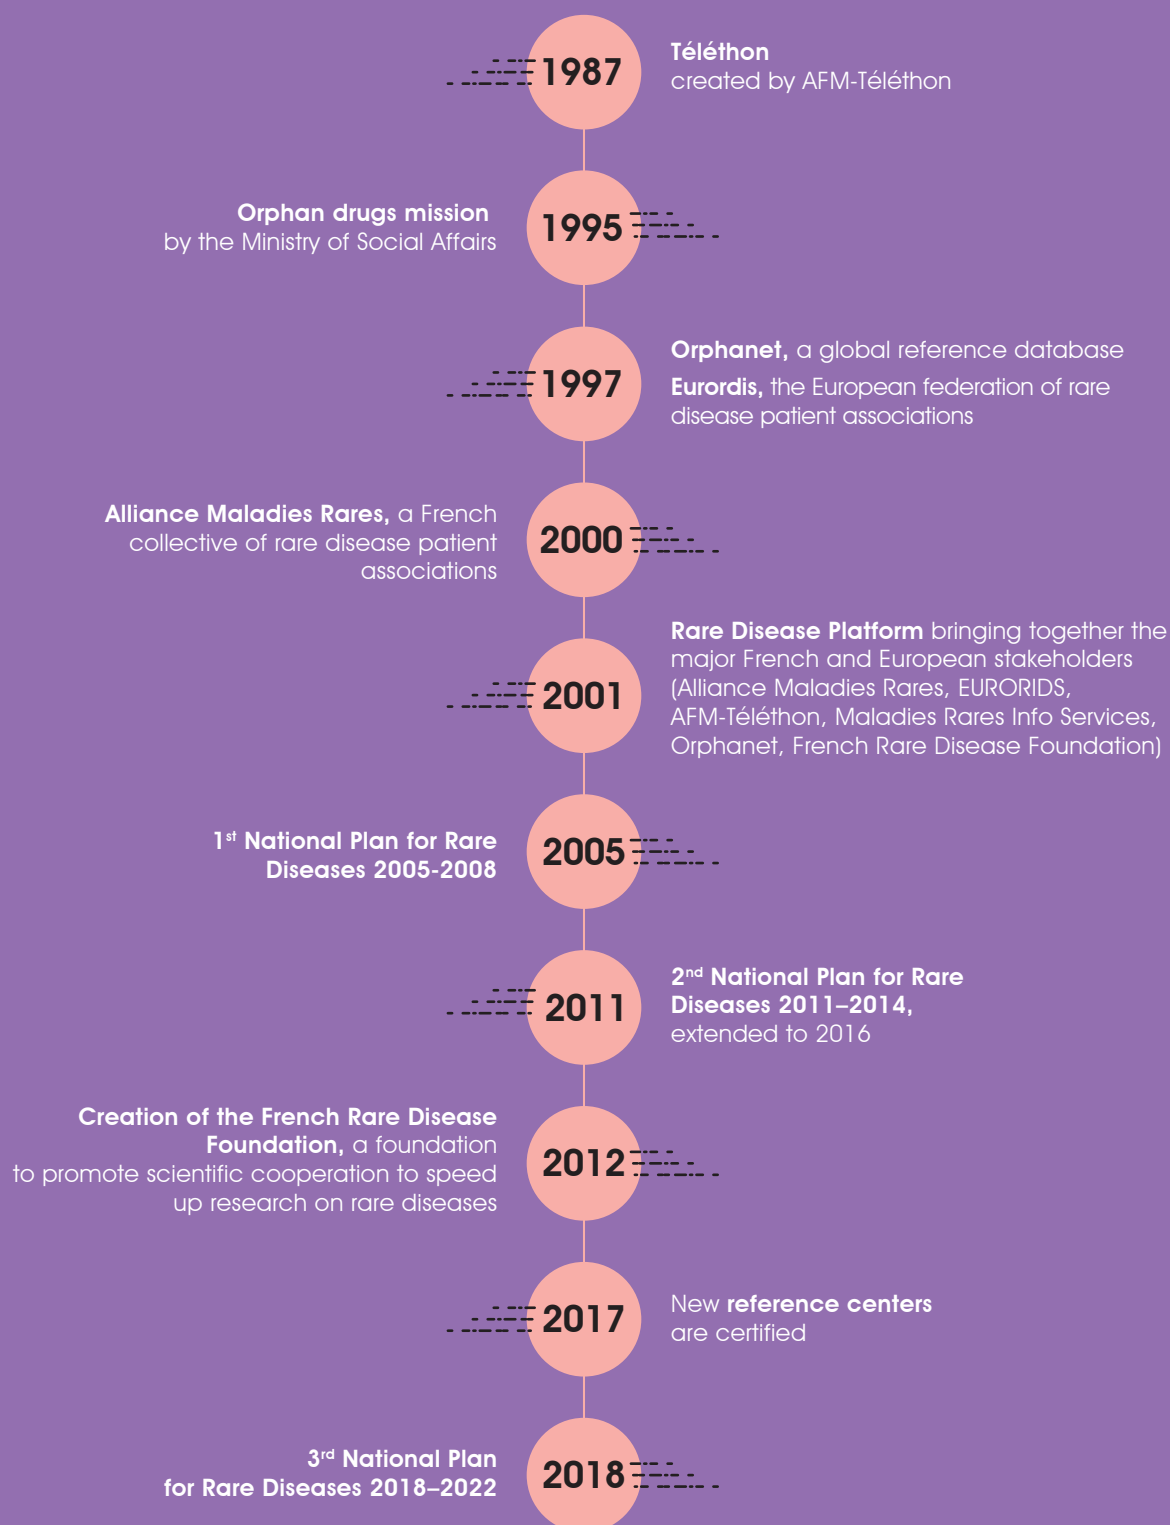 1987
Téléthon
created by AFM-Téléthon
Orphan drugs mission
by the Ministry of Social Affairs
1995
1997
Orphanet, a global reference database
Eurordis, the European federation of rare
disease patient associations
Alliance Maladies Rares, a French
collective of rare disease patient
associations
2000
2001
Rare Disease Platform bringing together the
major French and European stakeholders
(Alliance Maladies Rares, EURORIDS,
AFM-Téléthon, Maladies Rares Info Services,
Orphanet, French Rare Disease Foundation)
1st National Plan for Rare
Diseases 2005-2008
2005
2011
2nd National Plan for Rare
Diseases 2011–2014,
extended to 2016
Creation of the French Rare Disease
Foundation, a foundation
to promote scientific cooperation to speed
up research on rare diseases
2012
2017
New reference centers
are certified
3rd National Plan
for Rare Diseases 2018–2022
2018